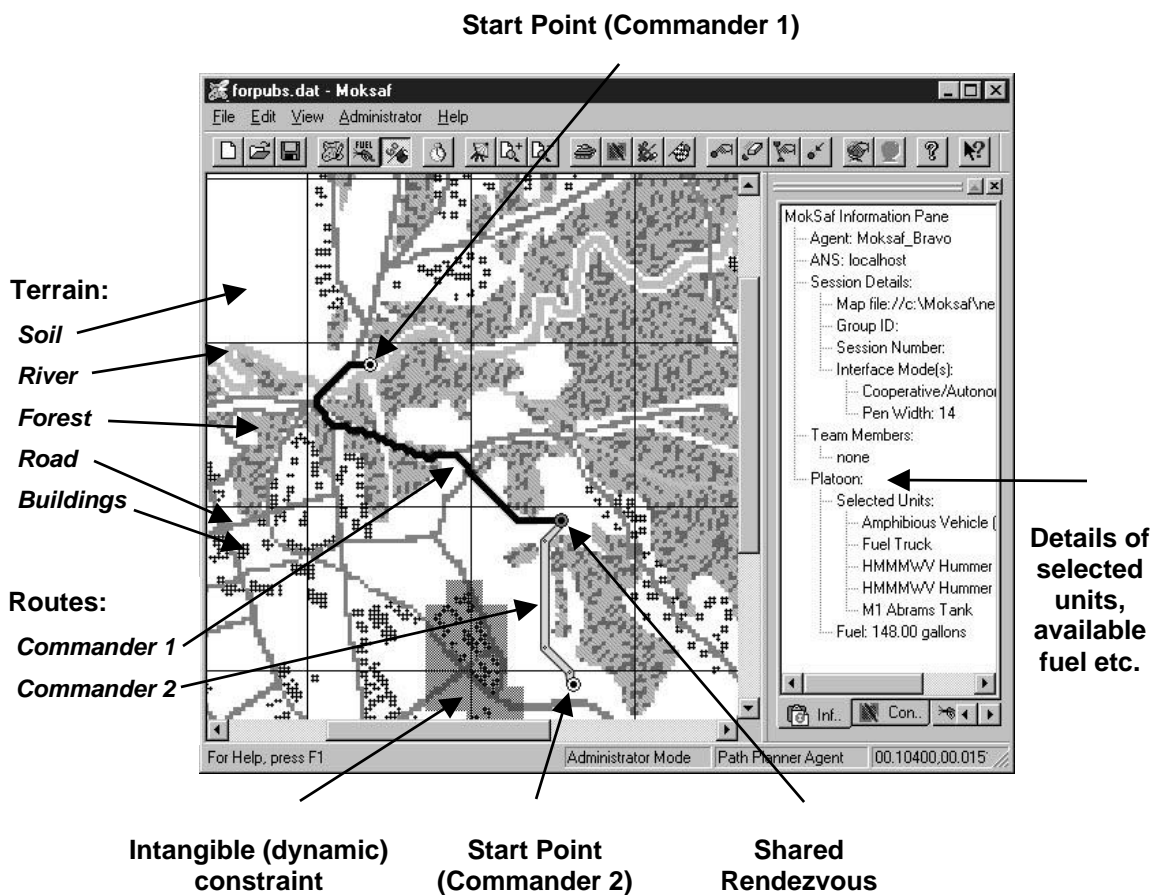 Start Point (Commander 1)
forpubs.dat - Moksaf
File Edit View Administrator Help
FUEL
MokSaf Information Pane
Agent: Moksaf_Bravo
ANS: localhost
Session Details:
Map file://c:\Moksaf\ne
Group ID:
Session Number:
Interface Mode(s):
Cooperative/Autonor
Pen Width: 14
Team Members:
none
Platoon:
Selected Units:
Amphibious Vehicle (
Fuel Truck
HMMMWV Hummer
HMMMWV Hummer
M1 Abrams Tank
Fuel: 148.00 gallons
Inf.. Con..
For Help, press F1 Administrator Mode Path Planner Agent 00.10400,00.015
Terrain:
Soil
River
Forest
Road
Buildings
Routes:
Commander 1
Commander 2
Details of
selected
units,
available
fuel etc.
Intangible (dynamic)
constraint
Start Point
(Commander 2)
Shared
Rendezvous